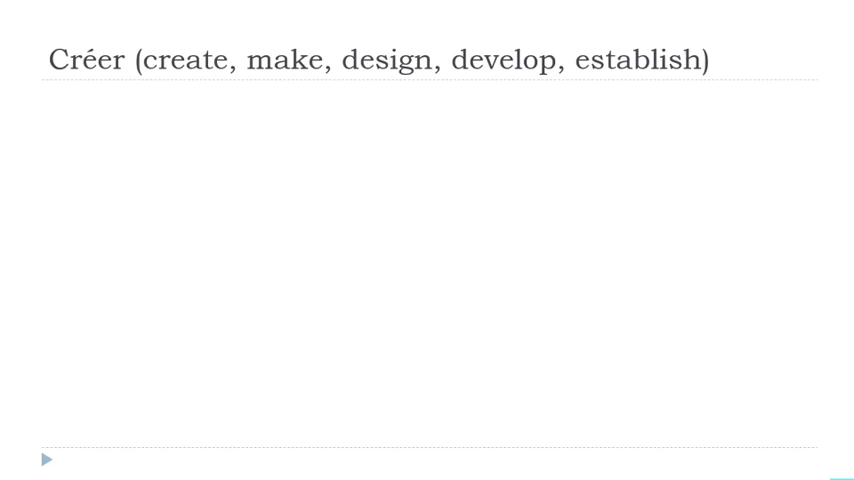 Créer (create, make, design, develop, establish)